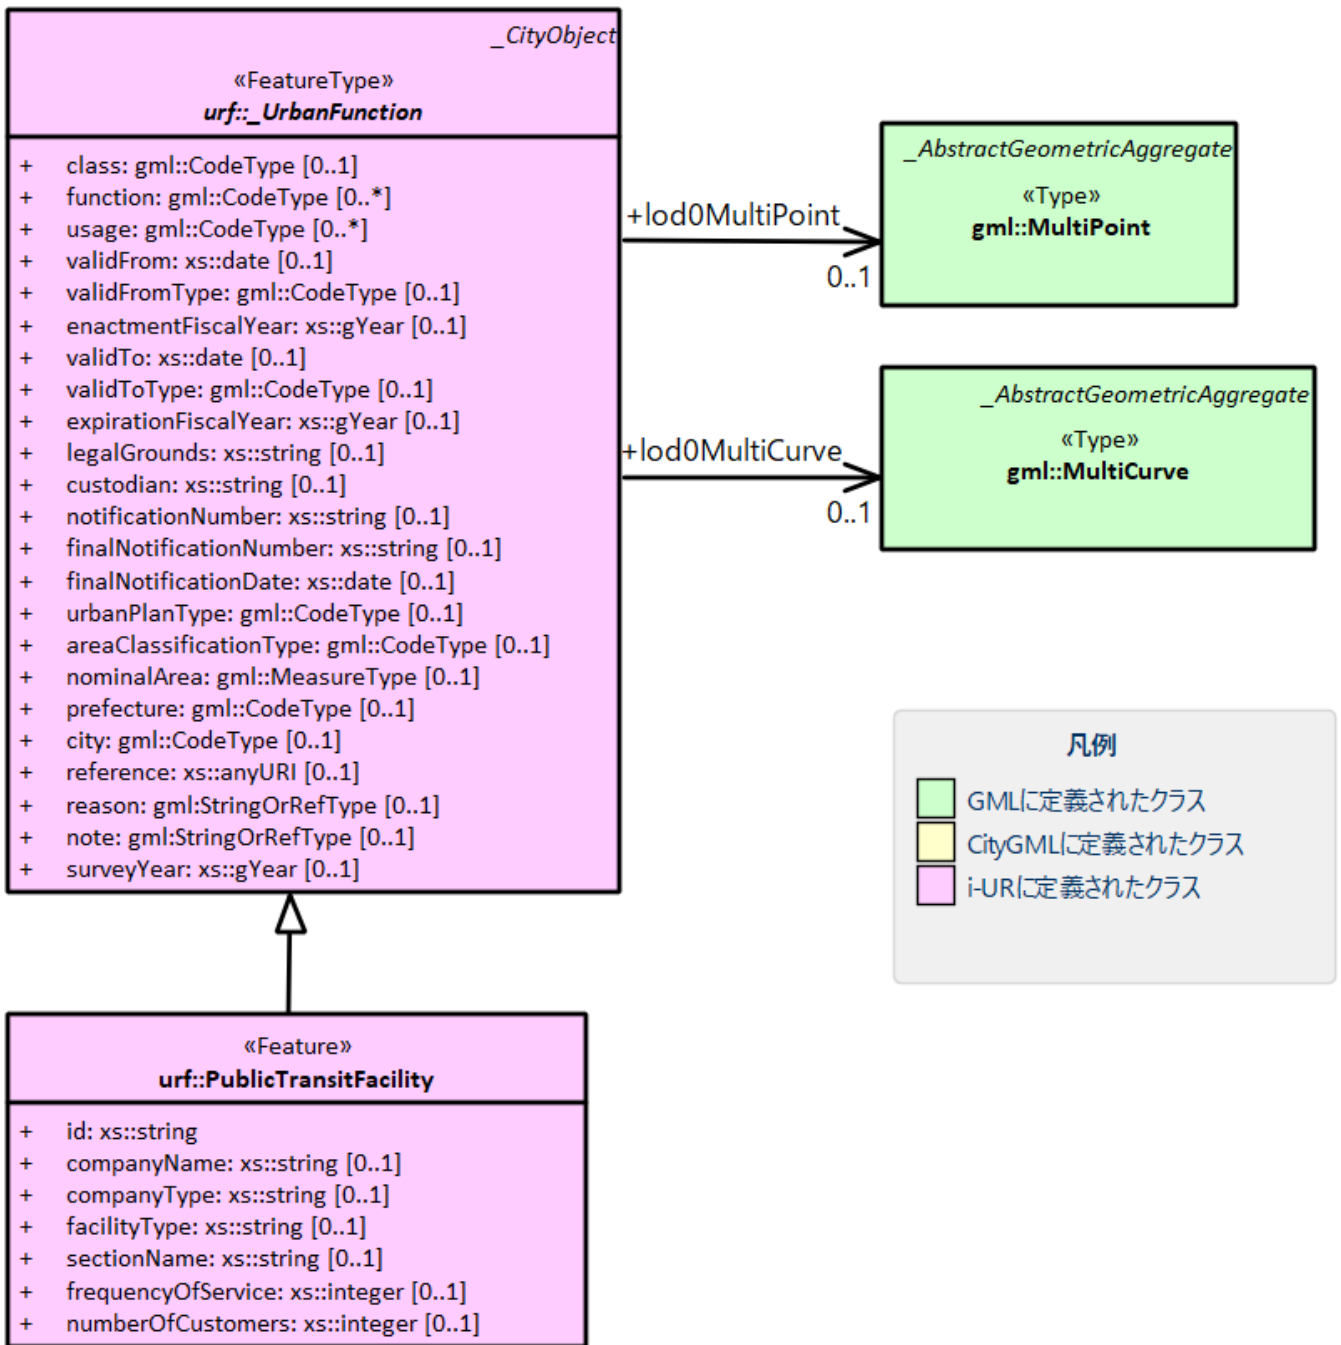 _CityObject
«FeatureType»
urf::_UrbanFunction
+ class: gml::CodeType [0..1]
+ function: gml::CodeType [0..*]
+ usage: gml::CodeType [0..*]
+ validFrom: xs::date [0..1]
+ validFromType: gml::CodeType [0..1]
+ enactmentFiscalYear: xs::gYear [0..1]
+ validTo: xs::date [0..1]
+ validToType: gml::CodeType [0..1]
+ expirationFiscalYear: xs::gYear [0..1]
+ legalGrounds: xs::string [0..1]
+ custodian: xs::string [0..1]
+ notificationNumber: xs::string [0..1]
+ finalNotificationNumber: xs::string [0..1]
+ finalNotificationDate: xs::date [0..1]
+ urbanPlanType: gml::CodeType [0..1]
+ areaClassificationType: gml::CodeType [0..1]
+ nominalArea: gml::MeasureType [0..1]
+ prefecture: gml::CodeType [0..1]
+ city: gml::CodeType [0..1]
+ reference: xs::anyURI [0..1]
+ reason: gml:StringOrRefType [0..1]
+ note: gml:StringOrRefType [0..1]
+ surveyYear: xs::gYear [0..1]
+lod0MultiPoint
0..1
_AbstractGeometricAggregate
«Type»
gml::MultiPoint
+lod0MultiCurve
0..1
_AbstractGeometricAggregate
«Type»
gml::MultiCurve
凡例
GMLに定義されたクラス
CityGMLに定義されたクラス
i-URに定義されたクラス
«Feature»
urf::PublicTransitFacility
+ id: xs::string
+ companyName: xs::string [0..1]
+ companyType: xs::string [0..1]
+ facilityType: xs::string [0..1]
+ sectionName: xs::string [0..1]
+ frequencyOfService: xs::integer [0..1]
+ numberOfCustomers: xs::integer [0..1]